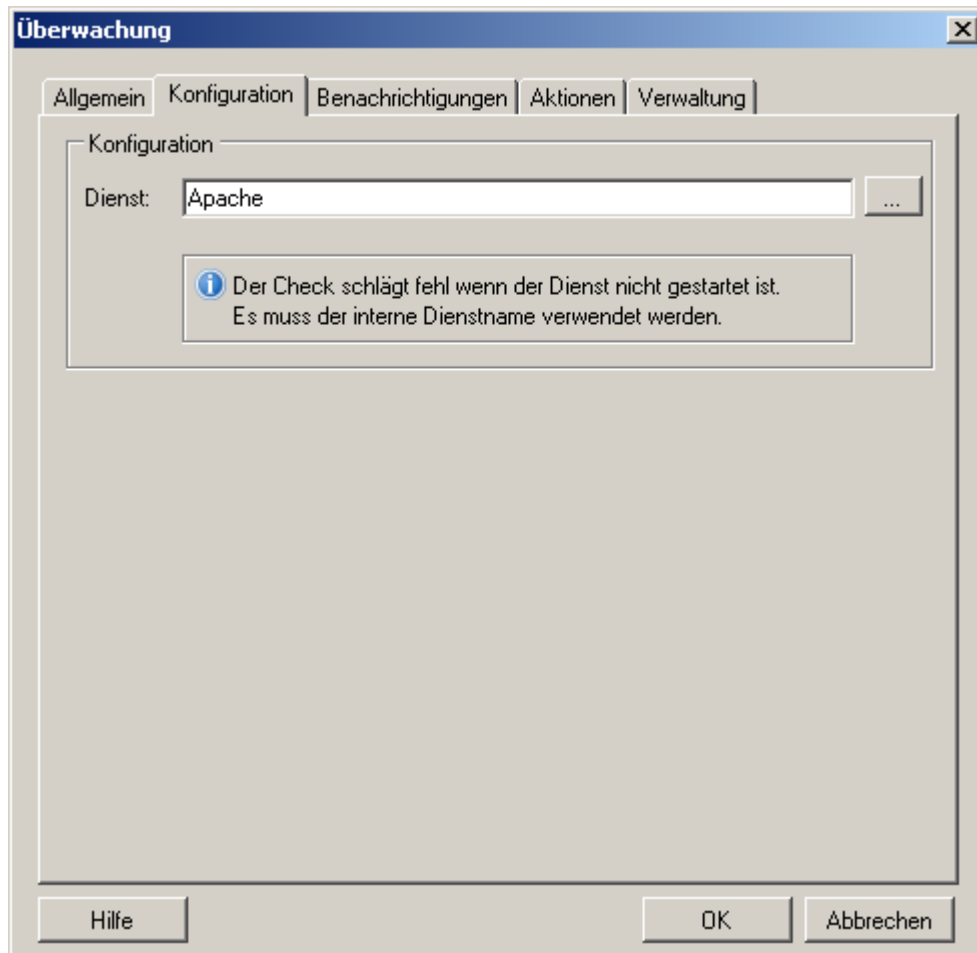 Überwachung
Allgemein Konfiguration Benachrichtigungen Aktionen Verwaltung
Konfiguration
Dienst: Apache ...
Der Check schlägt fehl wenn der Dienst nicht gestartet ist.
Es muss der interne Dienstname verwendet werden.
Hilfe OK Abbrechen